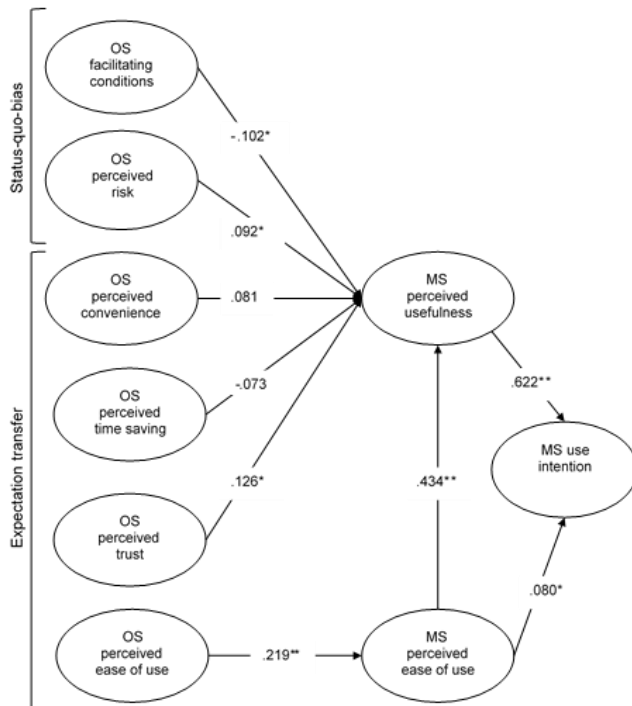 Status-quo-bias
OS
facilitating
conditions
-.102*
OS
perceived
risk
.092*
Expectation transfer
OS
perceived
convenience
.081
MS
perceived
usefulness
OS
perceived
time saving
-.073
.622**
MS use
intention
OS
perceived
trust
.126*
.434**
.080*
OS
perceived
ease of use
.219**
MS
perceived
ease of use